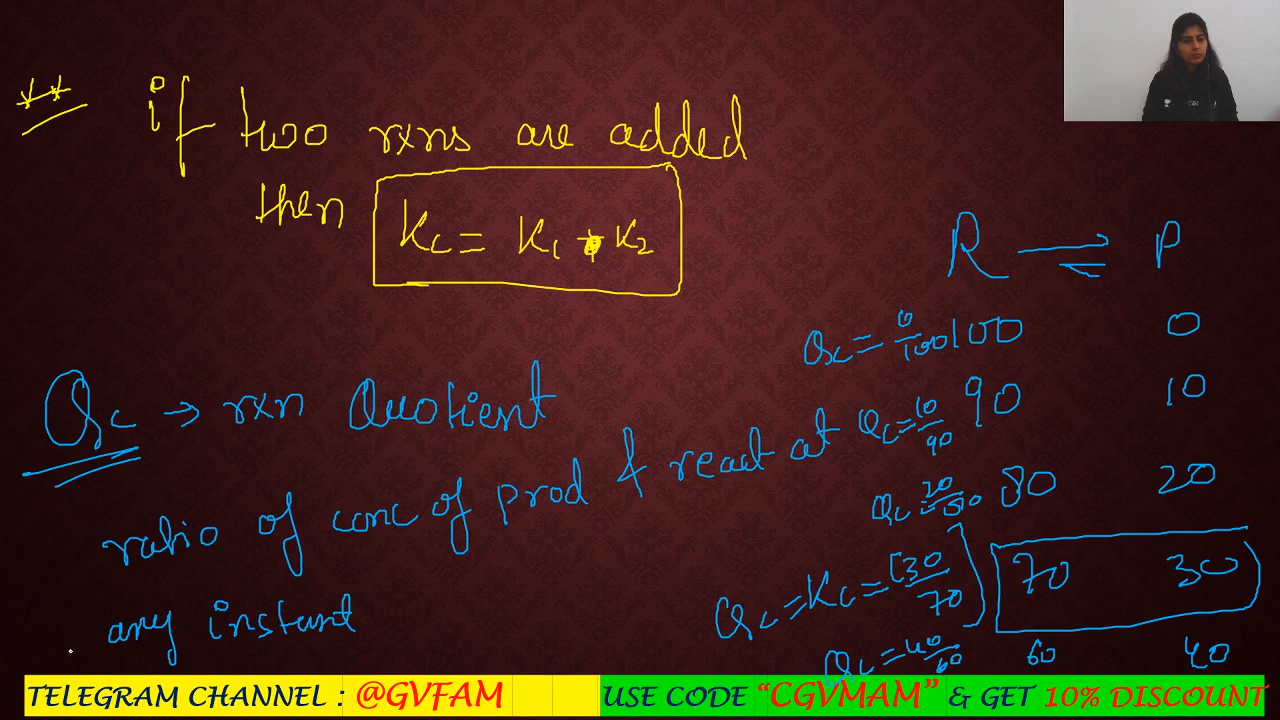 ** if two rxns are added
then Kc = K1 * K2
R ⇌ P
Qc = 0/100 100 0
Qc → rxn Quotient
Qc = 10/90 90 10
ratio of conc of prod & react at
any instant
Qc = 20/80 80 20
Qc = Kc = [30/70] 70 30
Qc = 40/60 60 40
TELEGRAM CHANNEL : @GVFAM
USE CODE “CGVMAM” & GET 10% DISCOUNT